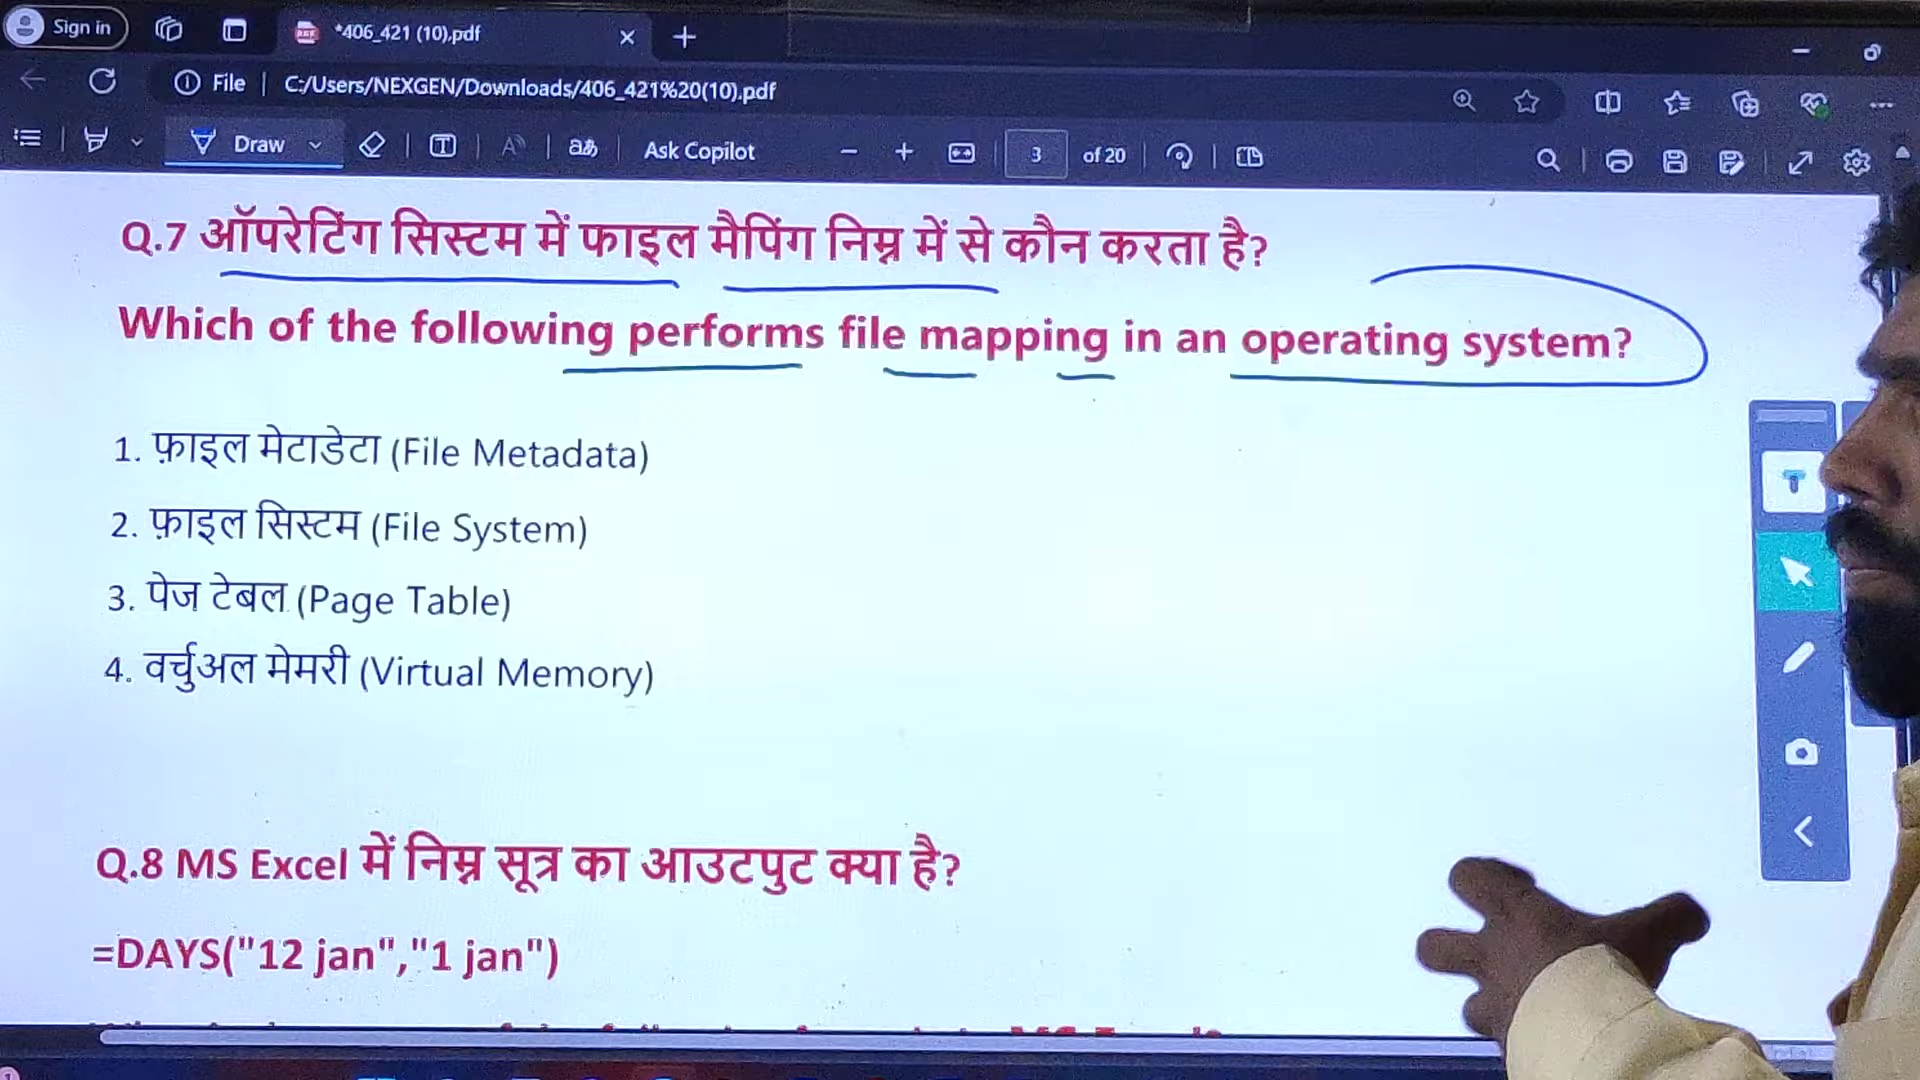 Sign in
*406_421 (10).pdf
File | C:/Users/NEXGEN/Downloads/406_421%20(10).pdf
Draw
Ask Copilot
3 of 20
Q.7 ऑपरेटिंग सिस्टम में फाइल मैपिंग निम्न में से कौन करता है?
Which of the following performs file mapping in an operating system?
1. फ़ाइल मेटाडेटा (File Metadata)
2. फ़ाइल सिस्टम (File System)
3. पेज टेबल (Page Table)
4. वर्चुअल मेमरी (Virtual Memory)
Q.8 MS Excel में निम्न सूत्र का आउटपुट क्या है?
=DAYS("12 jan","1 jan")